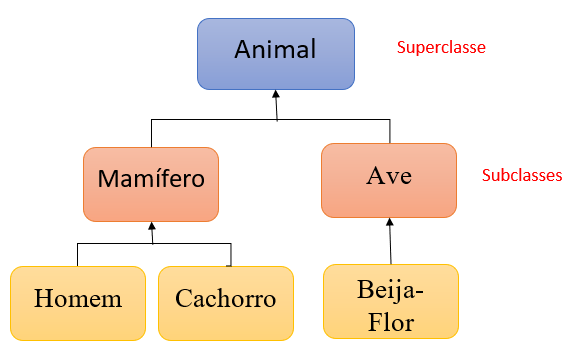 Animal
Superclasse
Mamífero
Ave
Subclasses
Homem
Cachorro
Beija-
Flor